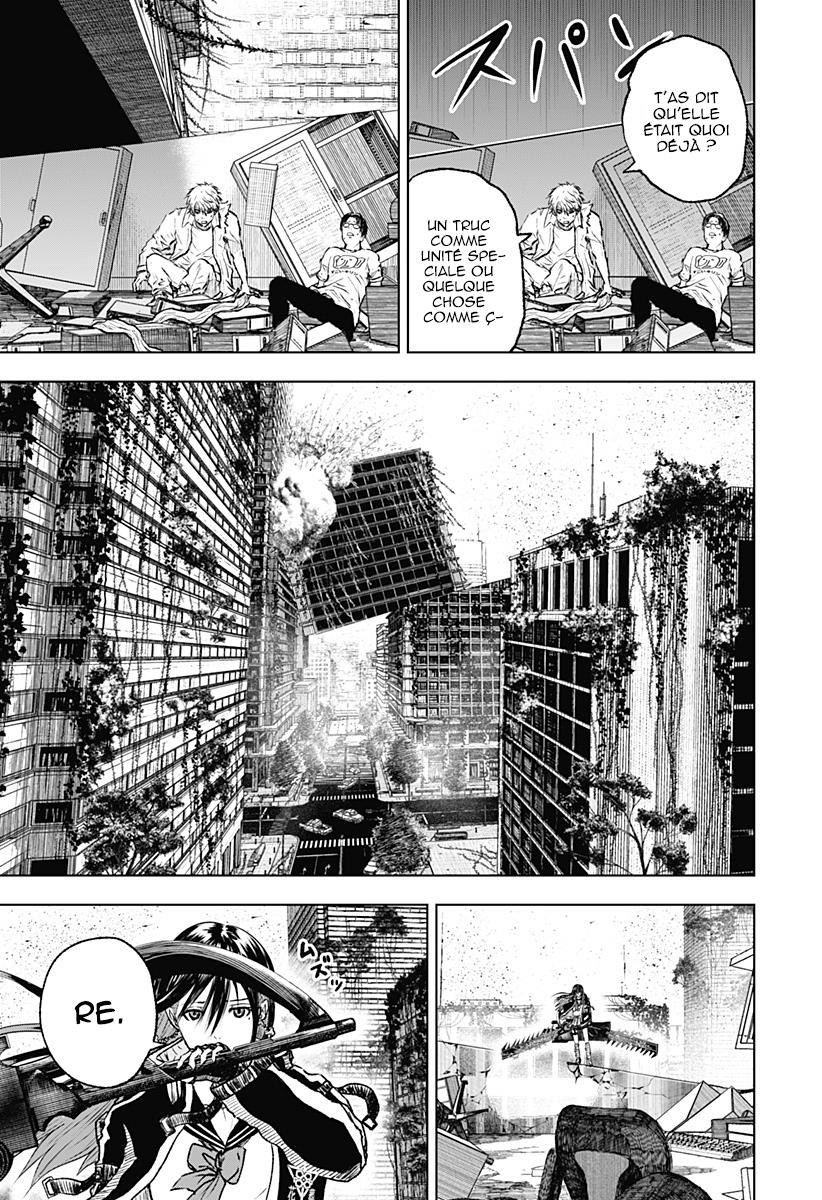 スパン
T'AS DIT
QU'ELLE
ÉTAIT QUOI
DÉJÀ ?
UN TRUC
COMME
UNITÉ SPÉ-
CIALE OU
QUELQUE
CHOSE
COMME Ç-
RE.